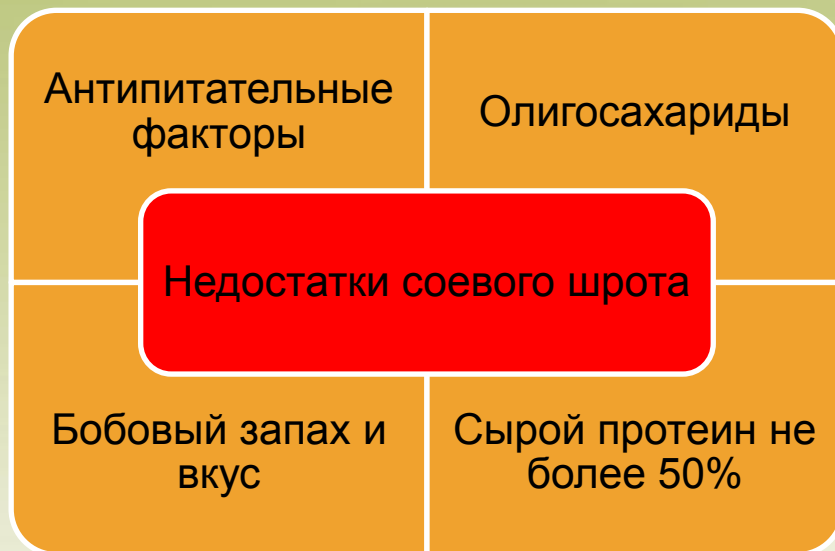 Антипитательные
факторы
Олигосахариды
Недостатки соевого шрота
Бобовый запах и
вкус
Сырой протеин не
более 50%